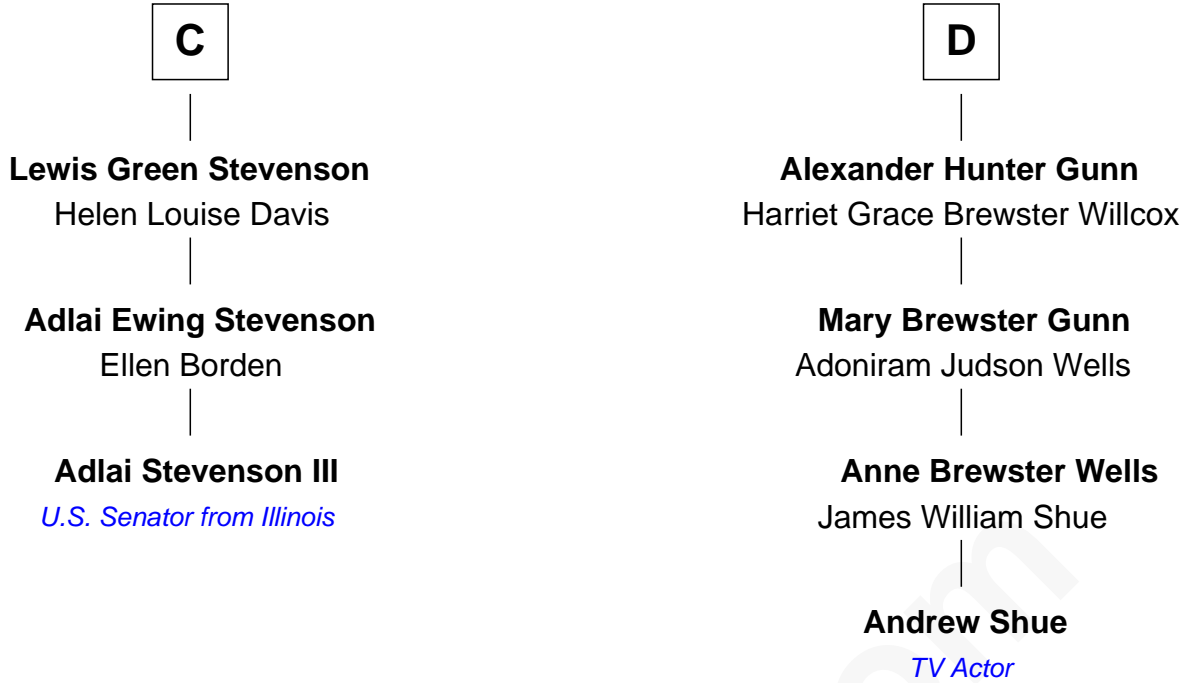 C
Lewis Green Stevenson
Helen Louise Davis
Adlai Ewing Stevenson
Ellen Borden
Adlai Stevenson III
U.S. Senator from Illinois
D
Alexander Hunter Gunn
Harriet Grace Brewster Willcox
Mary Brewster Gunn
Adoniram Judson Wells
Anne Brewster Wells
James William Shue
Andrew Shue
TV Actor